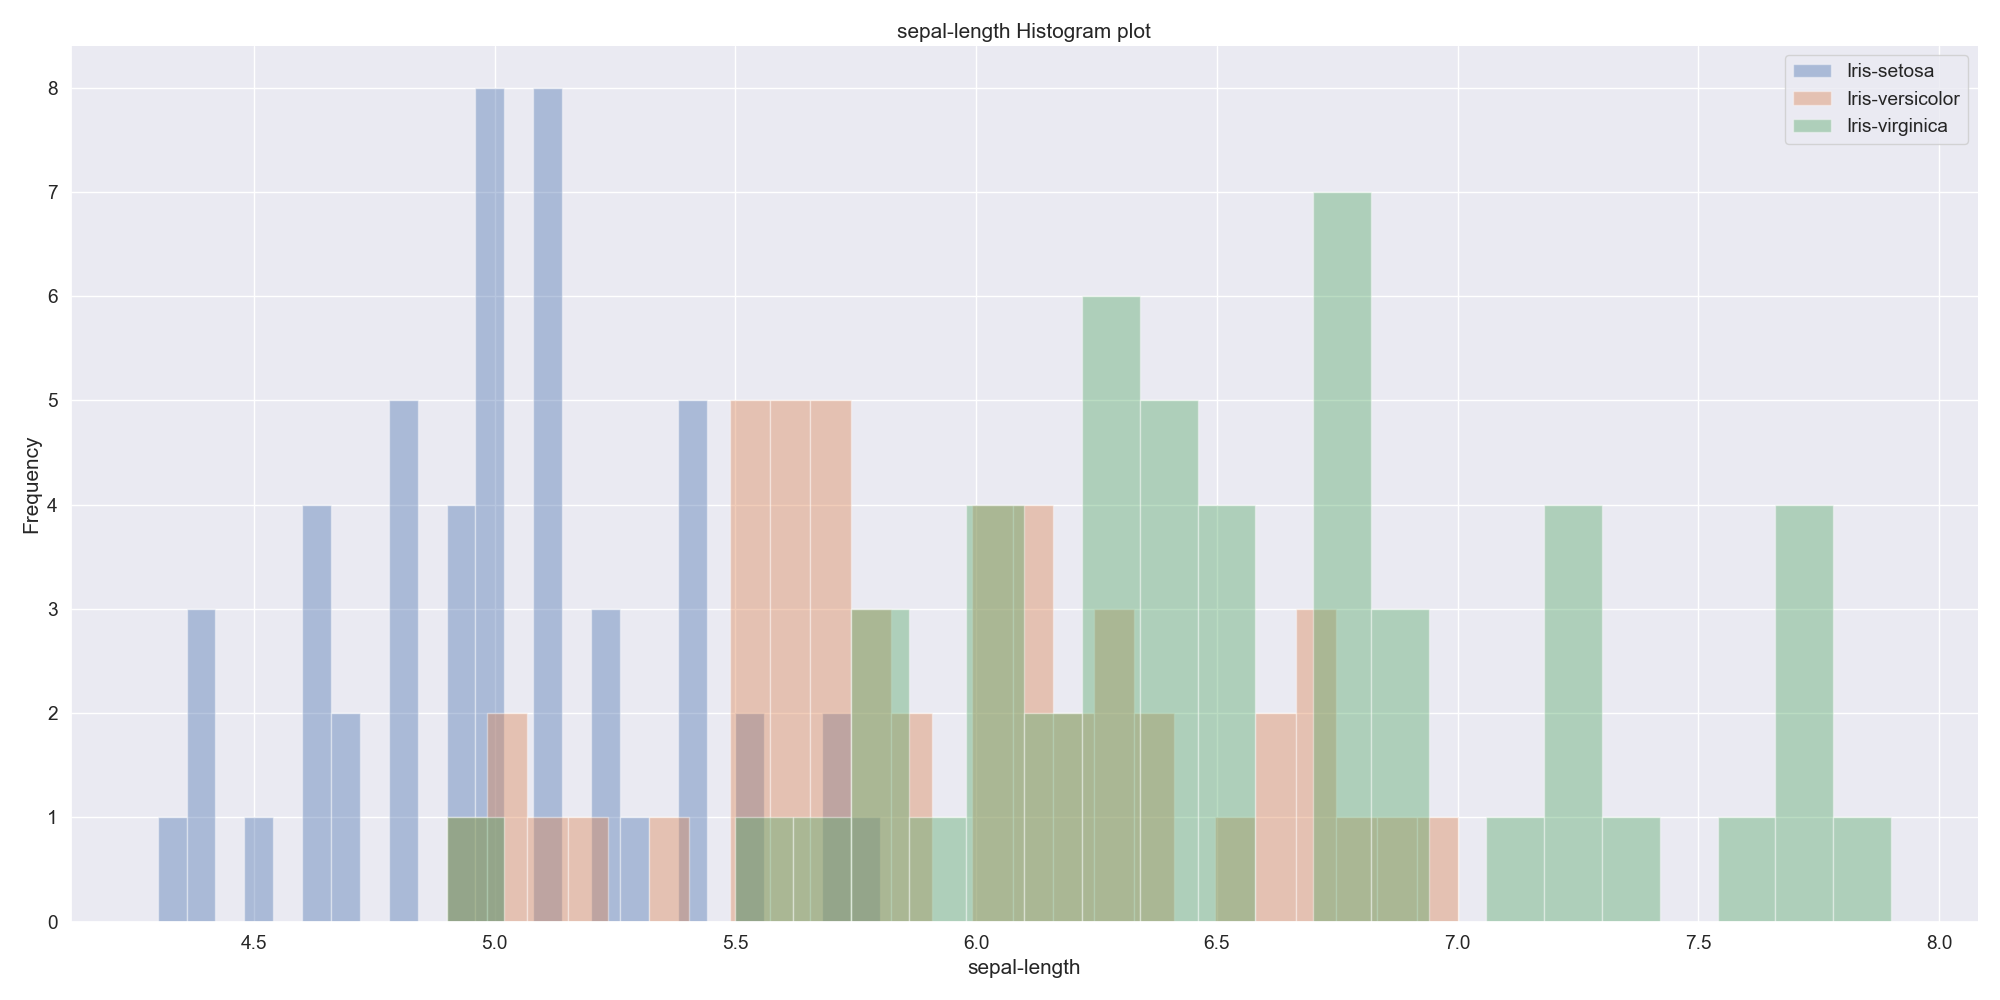 sepal-length Histogram plot
Iris-setosa
Iris-versicolor
Iris-virginica
8
7
6
5
4
3
2
1
0
Frequency
4.5 5.0 5.5 6.0 6.5 7.0 7.5 8.0
sepal-length